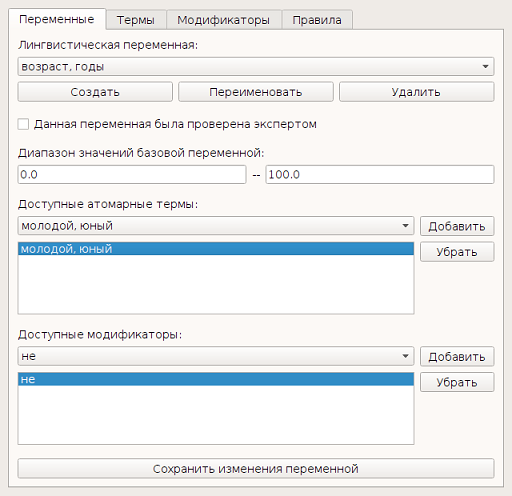 Переменные Термы Модификаторы Правила
Лингвистическая переменная:
возраст, годы
Создать Переименовать Удалить
Данная переменная была проверена экспертом
Диапазон значений базовой переменной:
0.0 -- 100.0
Доступные атомарные термы:
молодой, юный Добавить
молодой, юный Убрать
Доступные модификаторы:
не Добавить
не Убрать
Сохранить изменения переменной